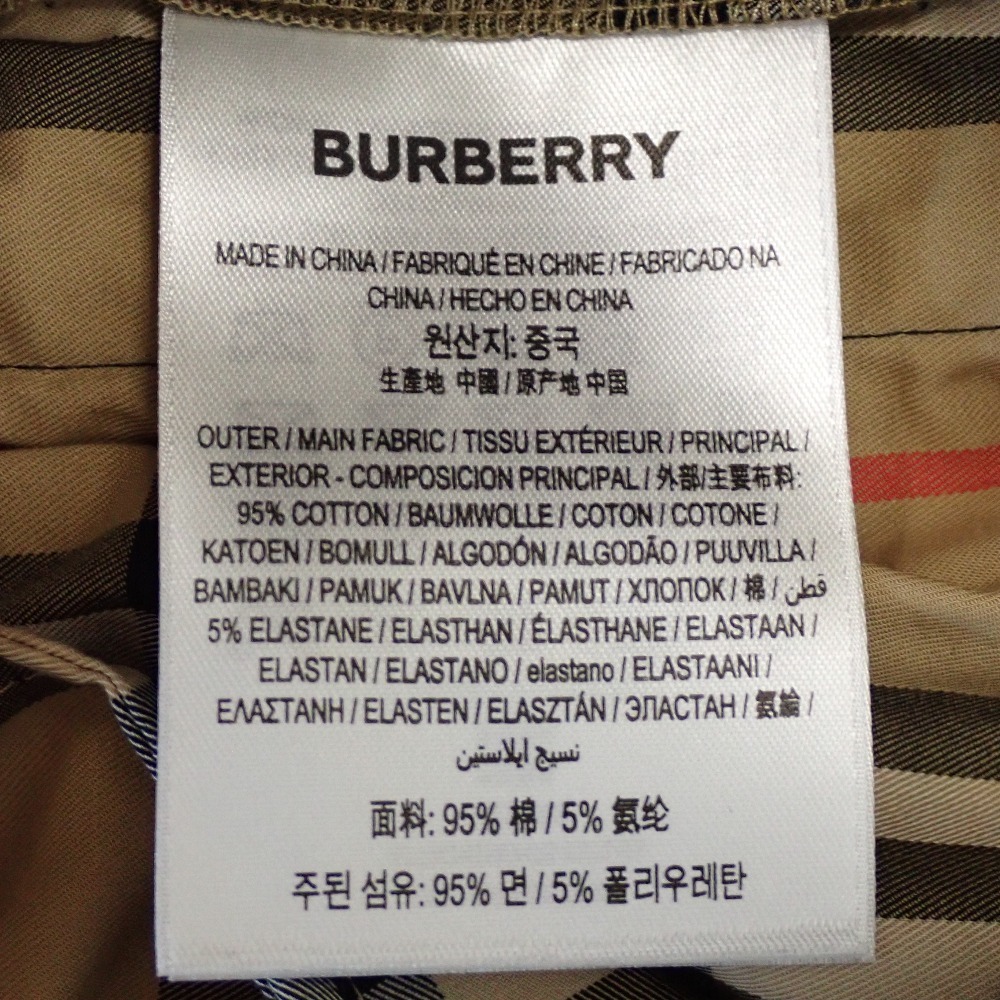 BURBERRY
MADE IN CHINA / FABRIQUÉ EN CHINE / FABRICADO NA
CHINA / HECHO EN CHINA
원산지: 중국
生產地 中國 / 原产地 中国
OUTER / MAIN FABRIC / TISSU EXTÉRIEUR / PRINCIPAL /
EXTERIOR - COMPOSICION PRINCIPAL / 外部/主要布料:
95% COTTON / BAUMWOLLE / COTON / COTONE /
KATOEN / BOMULL / ALGODÓN / ALGODÃO / PUUVILLA /
BAMBAKI / PAMUK / BAVLNA / PAMUT / ХЛОПОК / 棉 / قطن
5% ELASTANE / ELASTHAN / ÉLASTHANE / ELASTAAN /
ELASTAN / ELASTANO / elastano / ELASTAANI /
ΕΛΑΣΤΑΝΗ / ELASTEN / ELASZTÁN / ЭЛАСТАН / 氨綸 /
نسيج ايلاستين
面料: 95% 棉 / 5% 氨纶
주된 섬유: 95% 면 / 5% 폴리우레탄